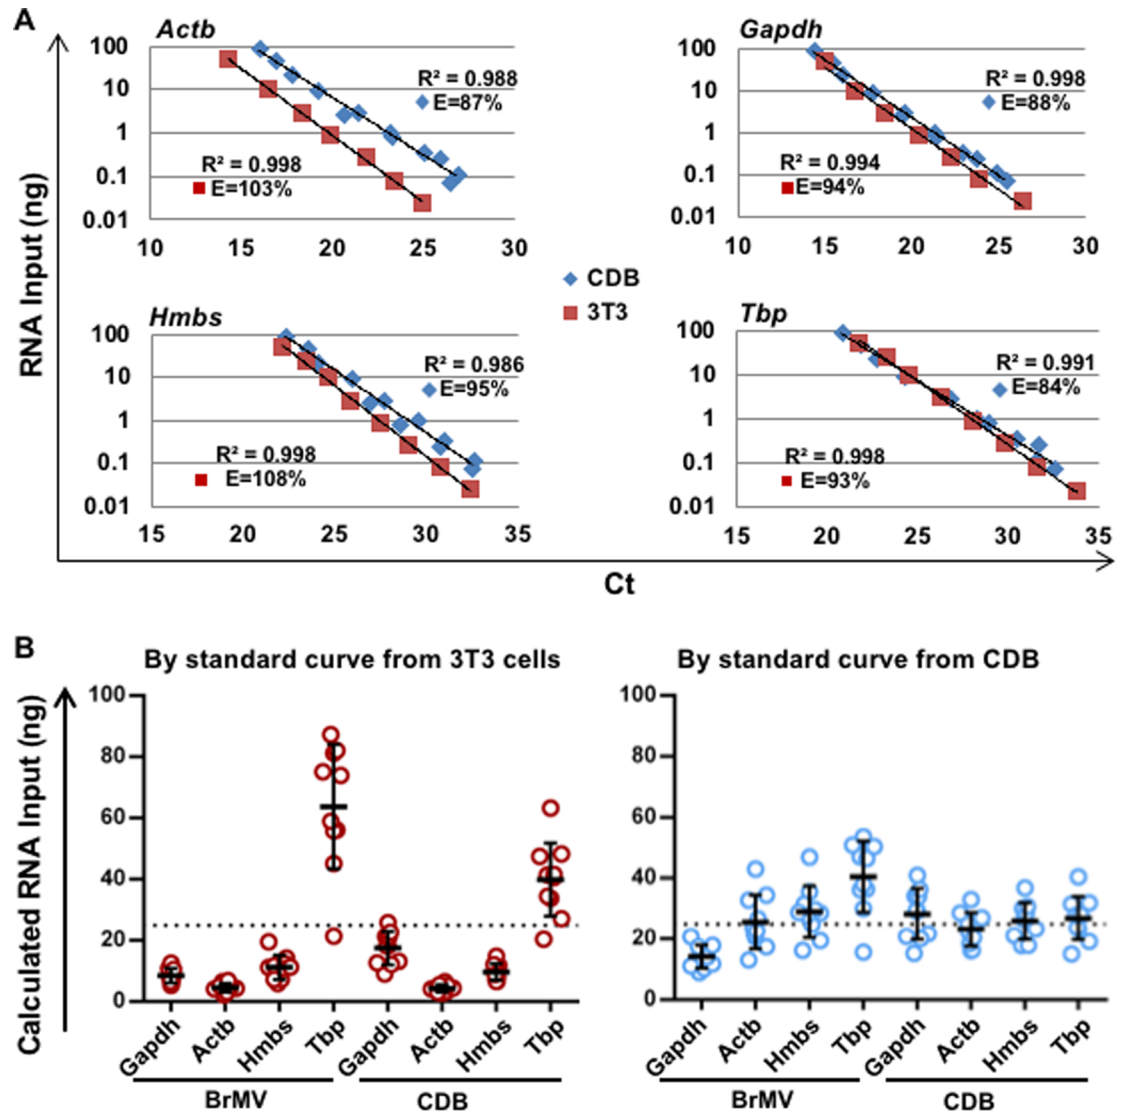 A
Actb
100
10
1
0.1
0.01
10 15 20 25 30
R² = 0.988
E=87%
R² = 0.998
E=103%
Gapdh
100
10
1
0.1
0.01
10 15 20 25 30
R² = 0.998
E=88%
R² = 0.994
E=94%
CDB
3T3
RNA Input (ng)
Hmbs
100
10
1
0.1
0.01
15 20 25 30 35
R² = 0.986
E=95%
R² = 0.998
E=108%
Tbp
100
10
1
0.1
0.01
15 20 25 30 35
R² = 0.991
E=84%
R² = 0.998
E=93%
Ct
B
By standard curve from 3T3 cells
Calculated RNA Input (ng)
100
80
60
40
20
0
Gapdh Actb Hmbs Tbp Gapdh Actb Hmbs Tbp
BrMV CDB
By standard curve from CDB
100
80
60
40
20
0
Gapdh Actb Hmbs Tbp Gapdh Actb Hmbs Tbp
BrMV CDB